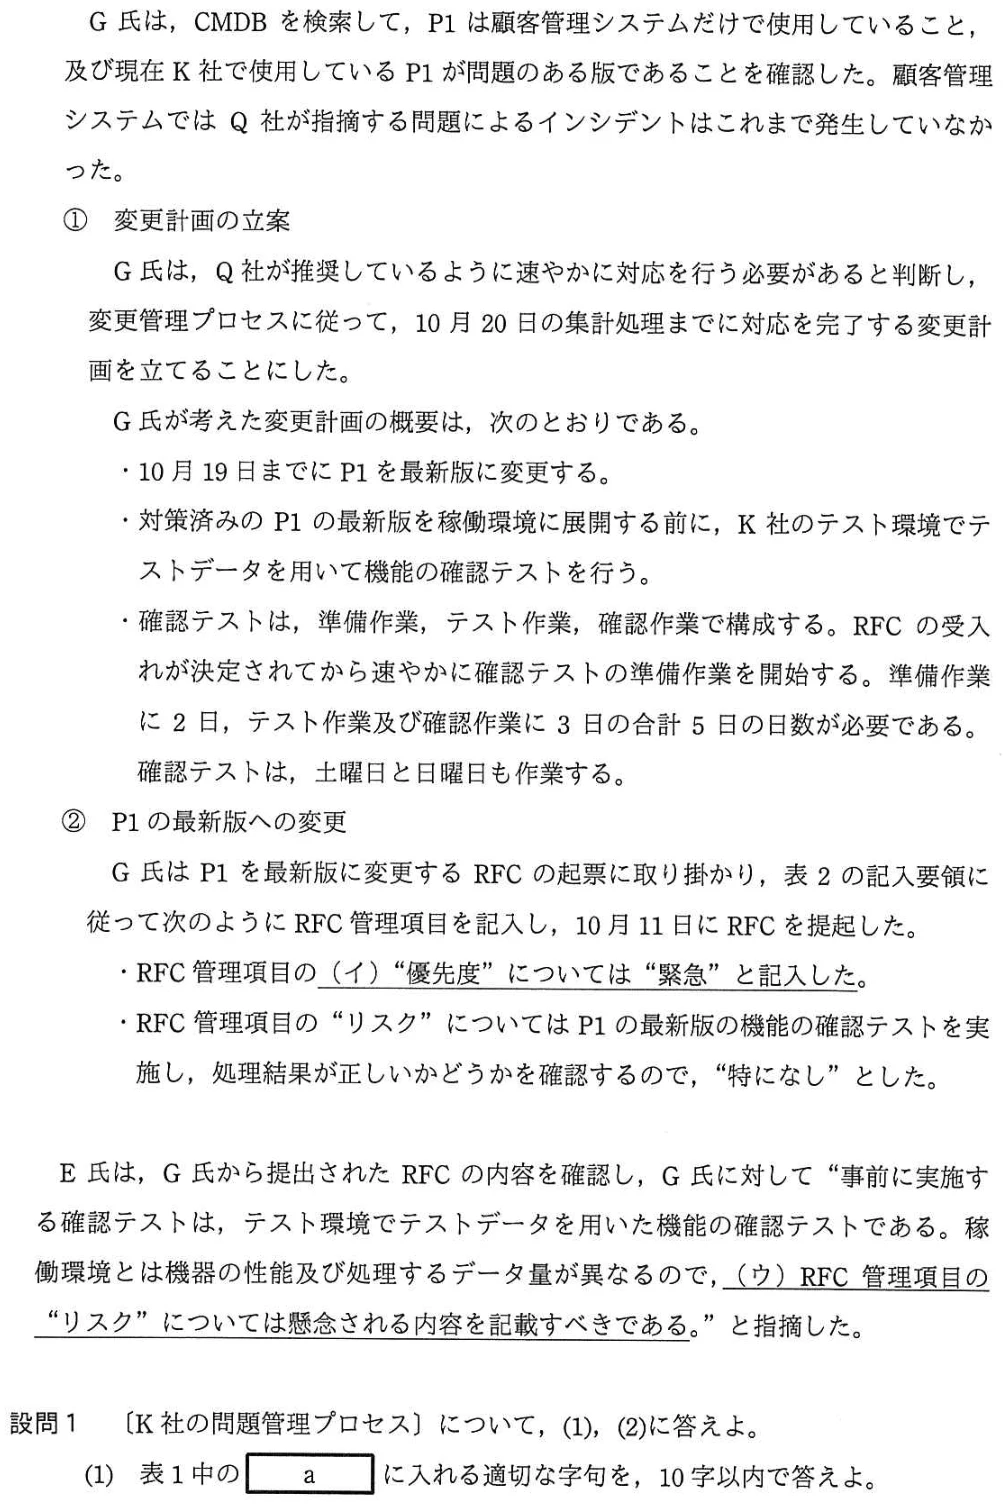 G 氏は，CMDB を検索して，P1 は顧客管理システムだけで使用していること，
及び現在 K 社で使用している P1 が問題のある版であることを確認した。顧客管理
システムでは Q 社が指摘する問題によるインシデントはこれまで発生していなか
った。
① 変更計画の立案
G 氏は，Q 社が推奨しているように速やかに対応を行う必要があると判断し，
変更管理プロセスに従って，10 月 20 日の集計処理までに対応を完了する変更計
画を立てることにした。
G 氏が考えた変更計画の概要は，次のとおりである。
・10 月 19 日までに P1 を最新版に変更する。
・対策済みの P1 の最新版を稼働環境に展開する前に，K 社のテスト環境でテ
ストデータを用いて機能の確認テストを行う。
・確認テストは，準備作業，テスト作業，確認作業で構成する。RFC の受入
れが決定されてから速やかに確認テストの準備作業を開始する。準備作業
に 2 日，テスト作業及び確認作業に 3 日の合計 5 日の日数が必要である。
確認テストは，土曜日と日曜日も作業する。
② P1 の最新版への変更
G 氏は P1 を最新版に変更する RFC の起票に取り掛かり，表 2 の記入要領に
従って次のように RFC 管理項目を記入し，10 月 11 日に RFC を提起した。
・RFC 管理項目の（イ）“優先度”については“緊急”と記入した。
・RFC 管理項目の“リスク”については P1 の最新版の機能の確認テストを実
施し，処理結果が正しいかどうかを確認するので，“特になし”とした。
E 氏は，G 氏から提出された RFC の内容を確認し，G 氏に対して“事前に実施す
る確認テストは，テスト環境でテストデータを用いた機能の確認テストである。稼
働環境とは機器の性能及び処理するデータ量が異なるので，（ウ）RFC 管理項目の
“リスク”については懸念される内容を記載すべきである。”と指摘した。
設問 1 〔K 社の問題管理プロセス〕について，(1)，(2)に答えよ。
(1) 表 1 中の a に入れる適切な字句を，10 字以内で答えよ。